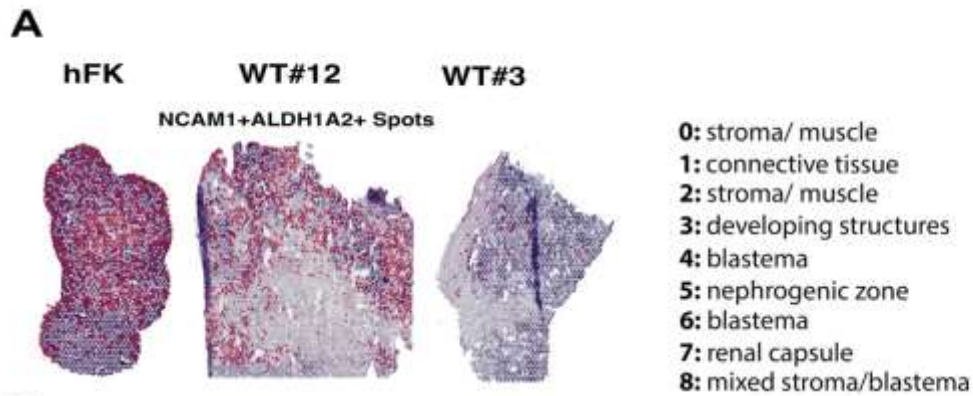 A
hFK WT#12 WT#3
NCAM1+ALDH1A2+ Spots
0: stroma/ muscle
1: connective tissue
2: stroma/ muscle
3: developing structures
4: blastema
5: nephrogenic zone
6: blastema
7: renal capsule
8: mixed stroma/blastema